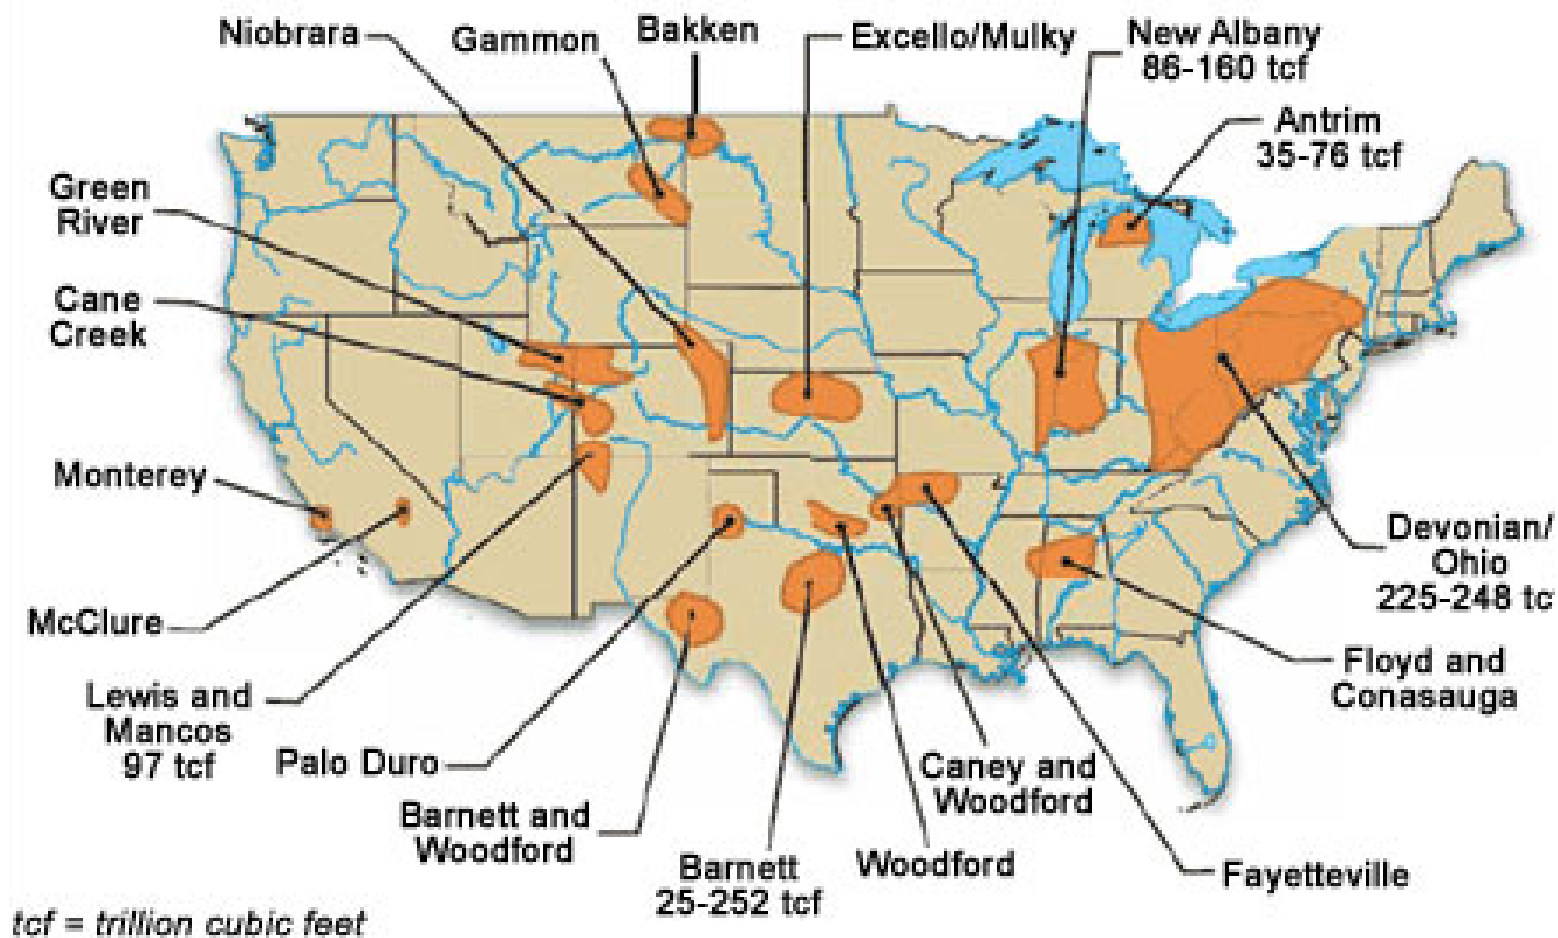 Niobrara
Gammon
Bakken
Excello/Mulky
New Albany
86-160 tcf
Antrim
35-76 tcf
Green
River
Cane
Creek
Monterey
McClure
Lewis and
Mancos
97 tcf
Palo Duro
Barnett and
Woodford
Barnett
25-252 tcf
Woodford
Caney and
Woodford
Fayetteville
Floyd and
Conasauga
Devonian/
Ohio
225-248 tc
tcf = trillion cubic feet